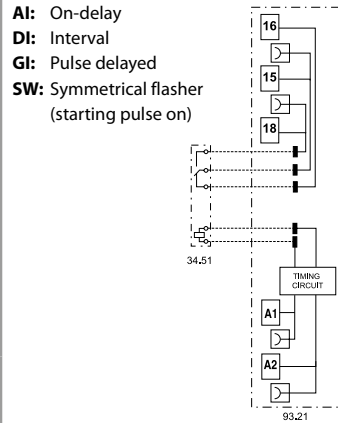 AI: On-delay
DI: Interval
GI: Pulse delayed
SW: Symmetrical flasher
(starting pulse on)
16
15
18
34.51
TIMING
CIRCUIT
A1
A2
93.21